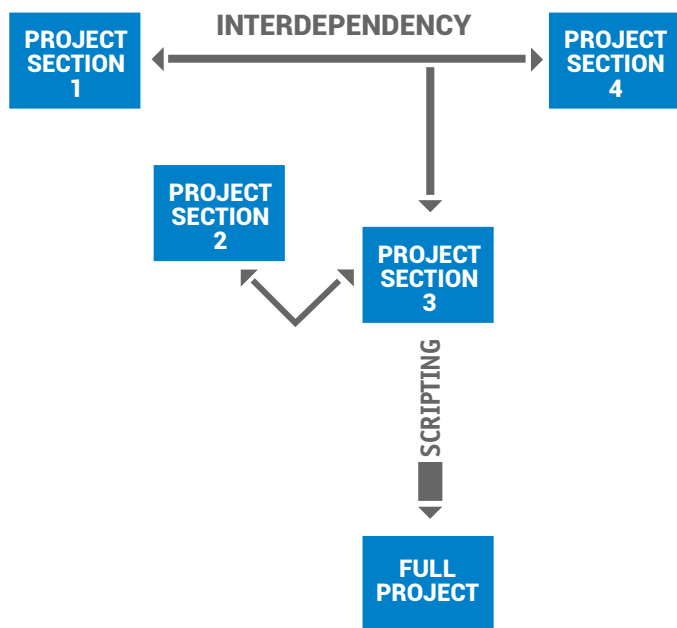 INTERDEPENDENCY
PROJECT
SECTION
1
PROJECT
SECTION
4
PROJECT
SECTION
2
PROJECT
SECTION
3
SCRIPTING
FULL
PROJECT